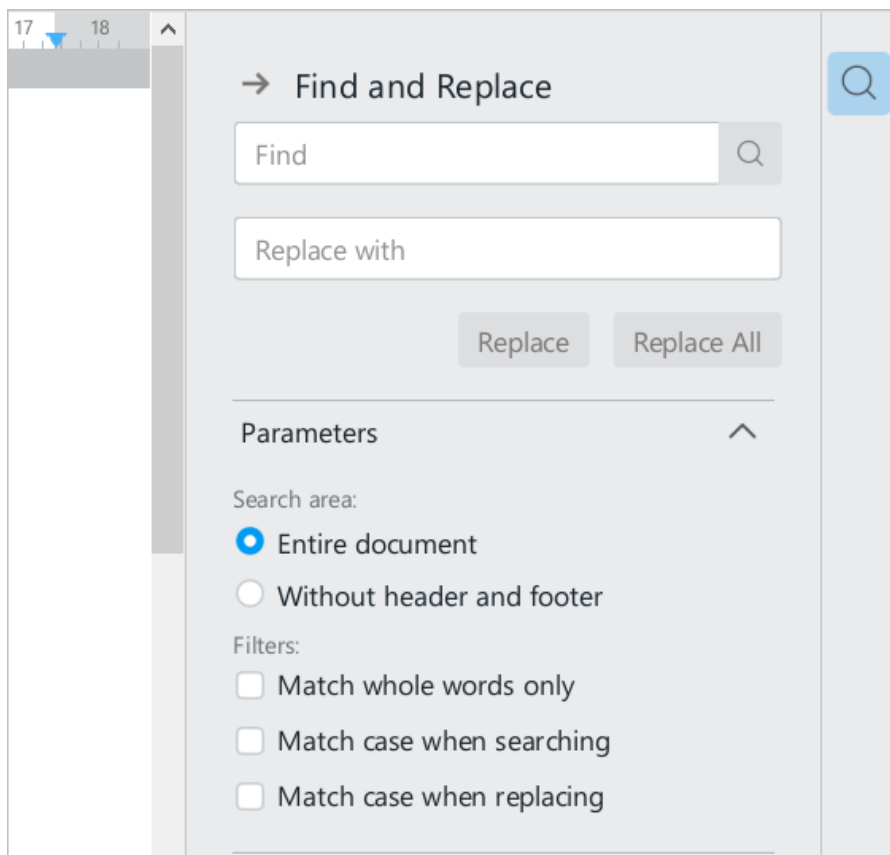 17 18
Find and Replace
Find
Replace with
Replace Replace All
Parameters
Search area:
Entire document
Without header and footer
Filters:
Match whole words only
Match case when searching
Match case when replacing